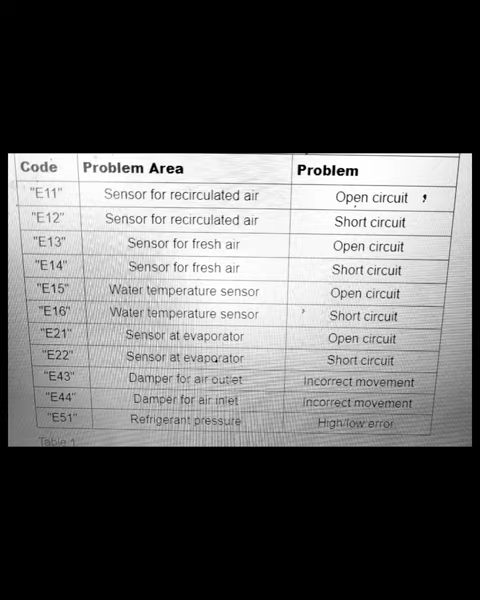 Code Problem Area Problem
"E11" Sensor for recirculated air Open circuit
"E12" Sensor for recirculated air Short circuit
"E13" Sensor for fresh air Open circuit
"E14" Sensor for fresh air Short circuit
"E15" Water temperature sensor Open circuit
"E16" Water temperature sensor Short circuit
"E21" Sensor at evaporator Open circuit
"E22" Sensor at evaporator Short circuit
"E43" Damper for air outlet Incorrect movement
"E44" Damper for air inlet Incorrect movement
"E51" Refrigerant pressure High/low error
Table 1